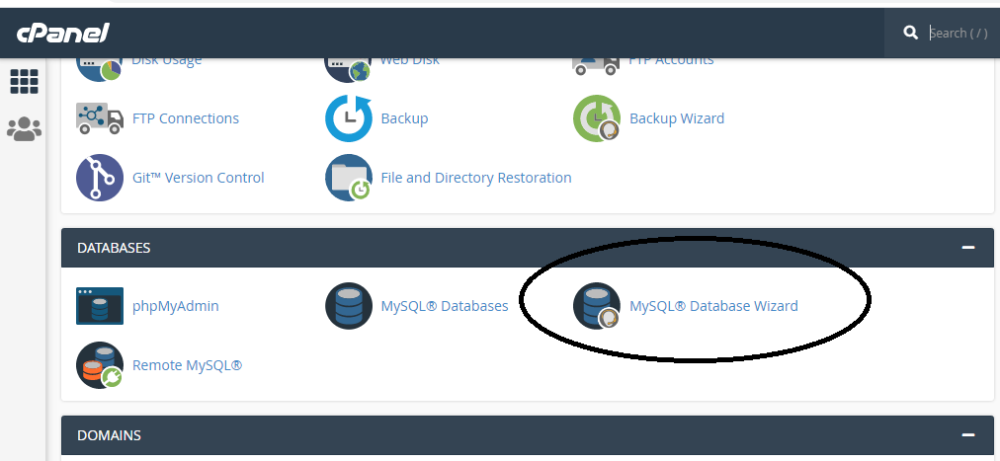 cPanel
Search ( / )
Disk Usage
Web Disk
FTP Accounts
FTP Connections
Backup
Backup Wizard
Git™ Version Control
File and Directory Restoration
DATABASES
phpMyAdmin
MySQL® Databases
MySQL® Database Wizard
Remote MySQL®
DOMAINS